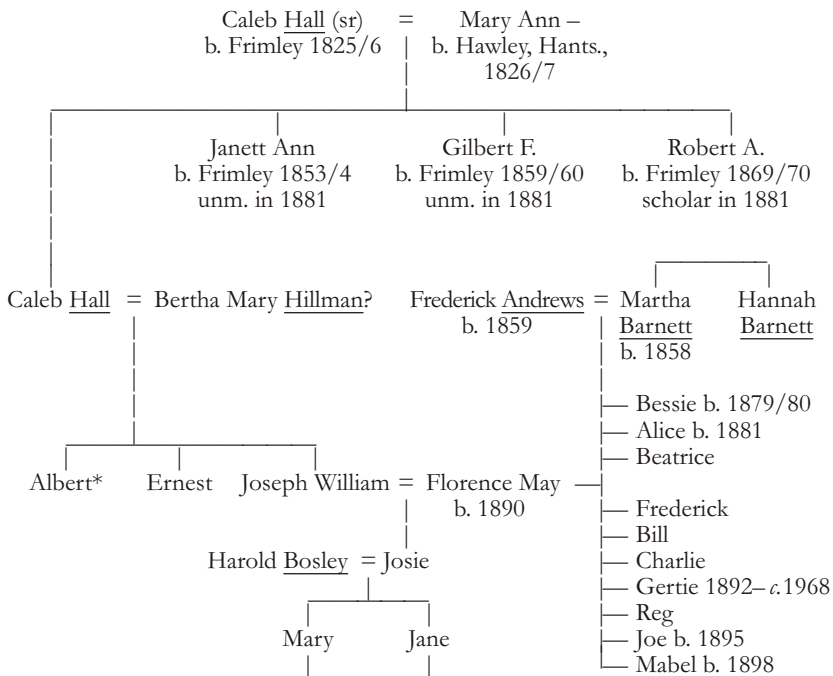 Caleb Hall (sr) = Mary Ann –
b. Frimley 1825/6 b. Hawley, Hants.,
1826/7
Janett Ann Gilbert F. Robert A.
b. Frimley 1853/4 b. Frimley 1859/60 b. Frimley 1869/70
unm. in 1881 unm. in 1881 scholar in 1881
Caleb Hall = Bertha Mary Hillman? Frederick Andrews = Martha Hannah
b. 1859 Barnett Barnett
b. 1858
Bessie b. 1879/80
Alice b. 1881
Beatrice
Albert* Ernest Joseph William = Florence May
b. 1890
Frederick
Bill
Charlie
Gertie 1892–c.1968
Reg
Joe b. 1895
Mabel b. 1898
Harold Bosley = Josie
Mary Jane